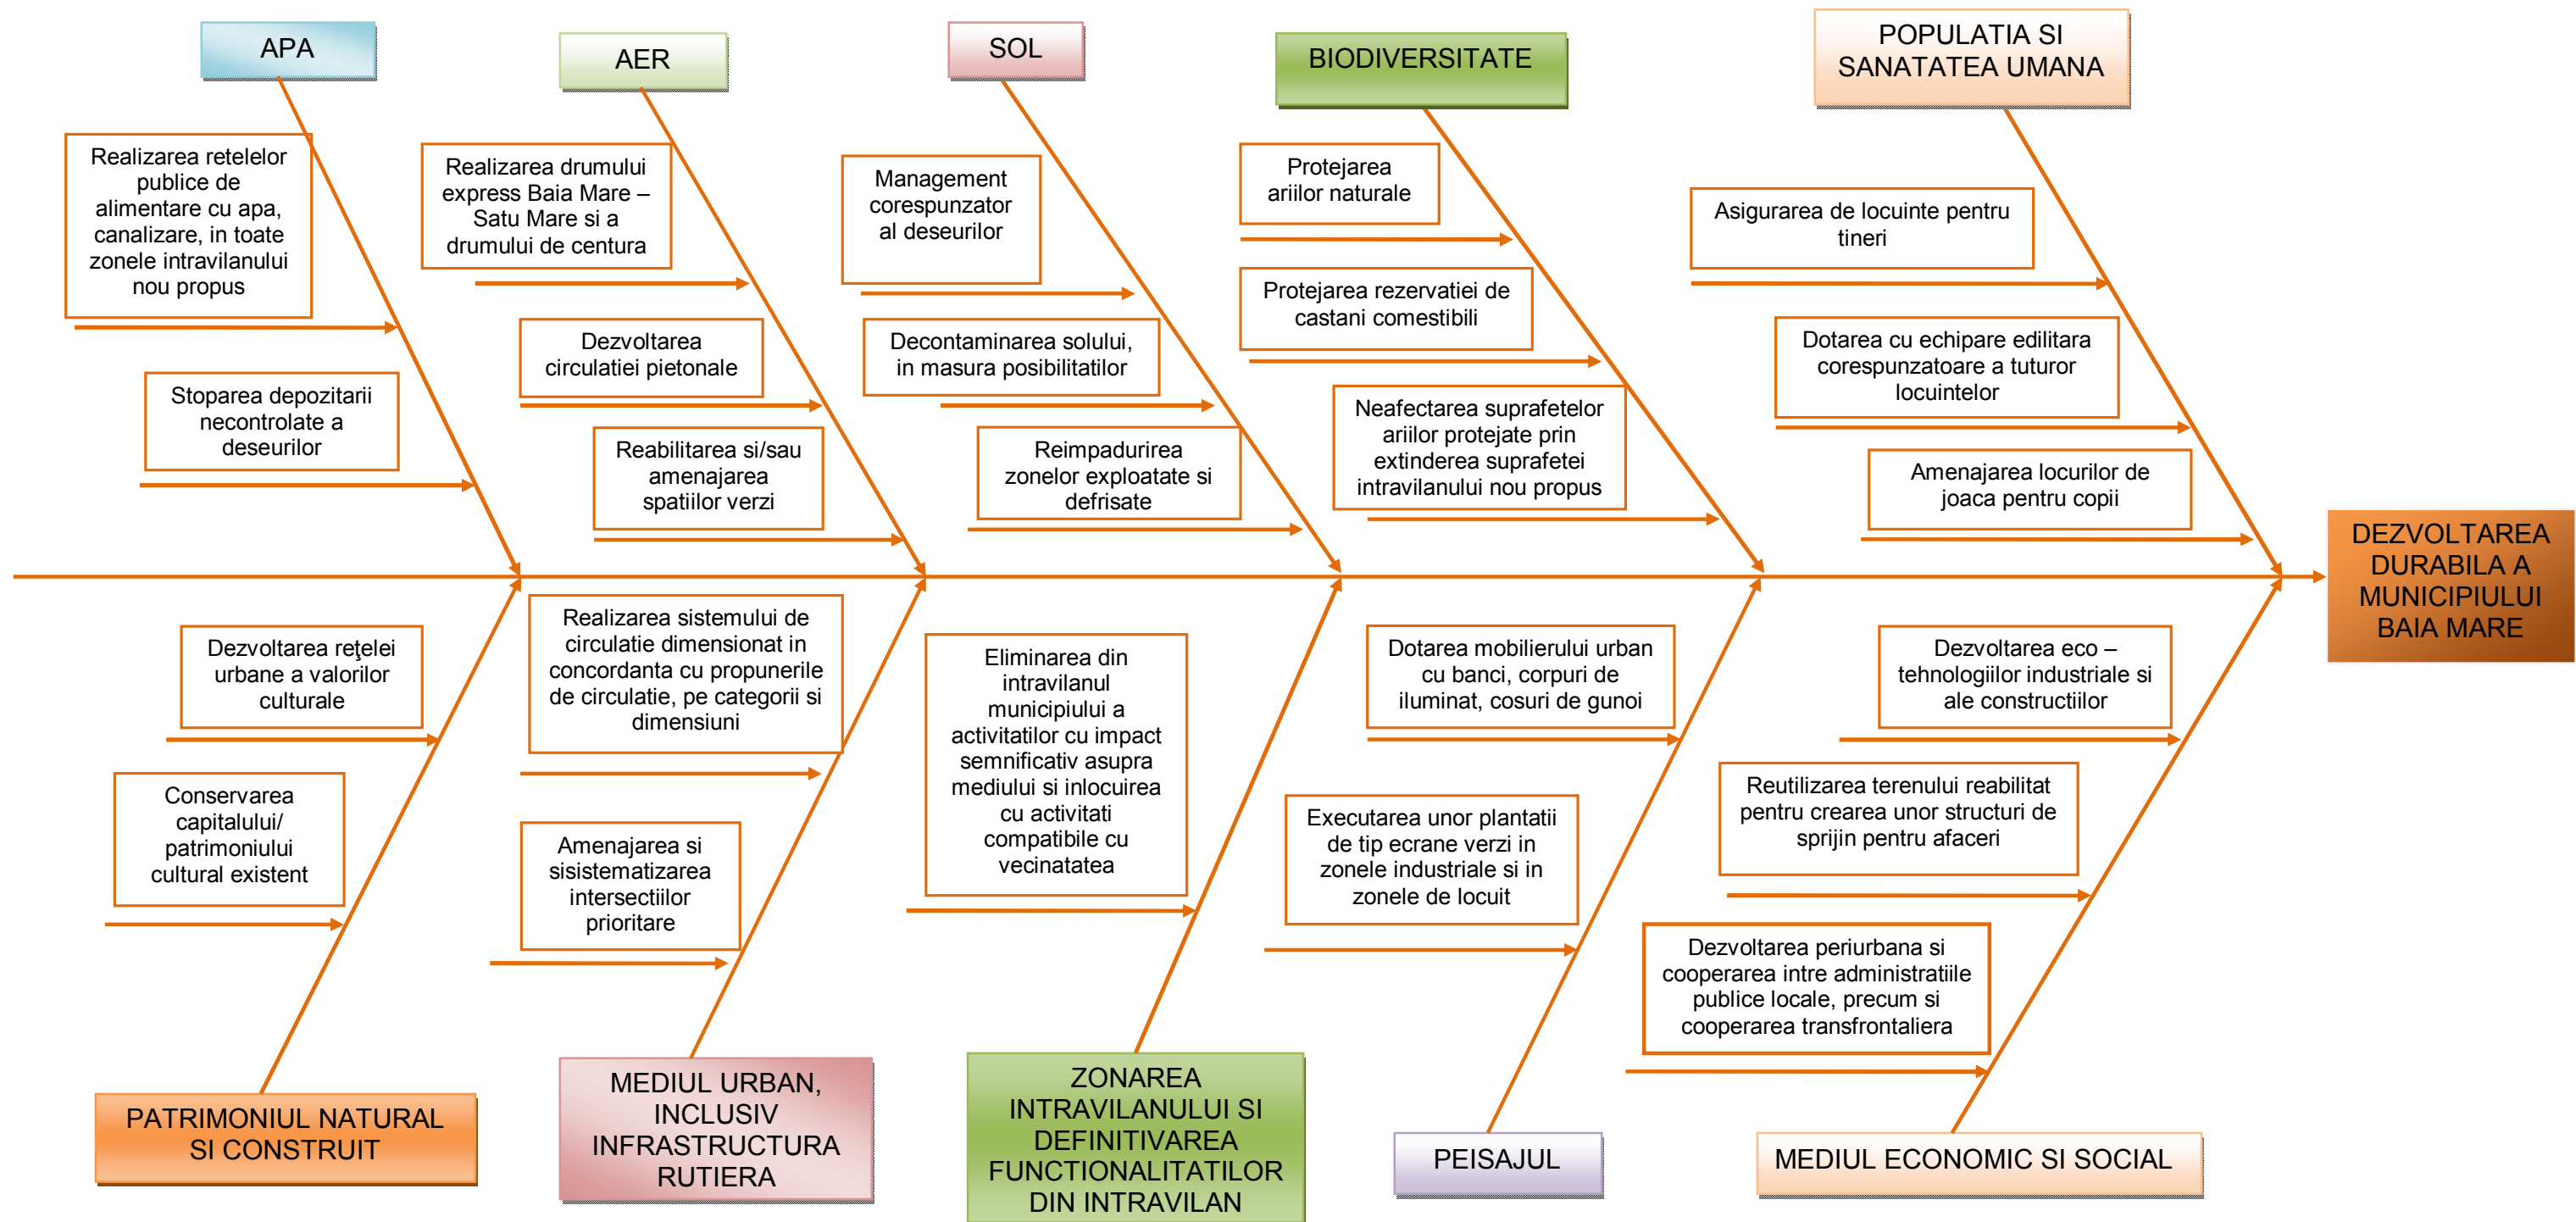 APA
AER
SOL
BIODIVERSITATE
POPULATIA SI
SANATATEA UMANA
Realizarea retelelor
publice de
alimentare cu apa,
canalizare, in toate
zonele intravilanului
nou propus
Stoparea depozitarii
necontrolate a
deseurilor
Realizarea drumului
express Baia Mare –
Satu Mare si a
drumului de centura
Dezvoltarea
circulatiei pietonale
Reabilitarea si/sau
amenajarea
spatiilor verzi
Management
corespunzator
al deseurilor
Decontaminarea solului,
in masura posibilitatilor
Reimpadurirea
zonelor exploatate si
defrisate
Protejarea
ariilor naturale
Protejarea rezervatiei de
castani comestibili
Neafectarea suprafetelor
ariilor protejate prin
extinderea suprafetei
intravilanului nou propus
Asigurarea de locuinte pentru
tineri
Dotarea cu echipare edilitara
corespunzatoare a tuturor
locuintelor
Amenajarea locurilor de
joaca pentru copii
DEZVOLTAREA
DURABILA A
MUNICIPIULUI
BAIA MARE
Dezvoltarea reţelei
urbane a valorilor
culturale
Conservarea
capitalului/
patrimoniului
cultural existent
Realizarea sistemului de
circulatie dimensionat in
concordanta cu propunerile
de circulatie, pe categorii si
dimensiuni
Amenajarea si
sisistematizarea
intersectiilor
prioritare
Eliminarea din
intravilanul
municipiului a
activitatilor cu impact
semnificativ asupra
mediului si inlocuirea
cu activitati
compatibile cu
vecinatatea
Dotarea mobilierului urban
cu banci, corpuri de
iluminat, cosuri de gunoi
Executarea unor plantatii
de tip ecrane verzi in
zonele industriale si in
zonele de locuit
Dezvoltarea eco –
tehnologiilor industriale si
ale constructiilor
Reutilizarea terenului reabilitat
pentru crearea unor structuri de
sprijin pentru afaceri
Dezvoltarea periurbana si
cooperarea intre administratiile
publice locale, precum si
cooperarea transfrontaliera
PATRIMONIUL NATURAL
SI CONSTRUIT
MEDIUL URBAN,
INCLUSIV
INFRASTRUCTURA
RUTIERA
ZONAREA
INTRAVILANULUI SI
DEFINITIVAREA
FUNCTIONALITATILOR
DIN INTRAVILAN
PEISAJUL
MEDIUL ECONOMIC SI SOCIAL